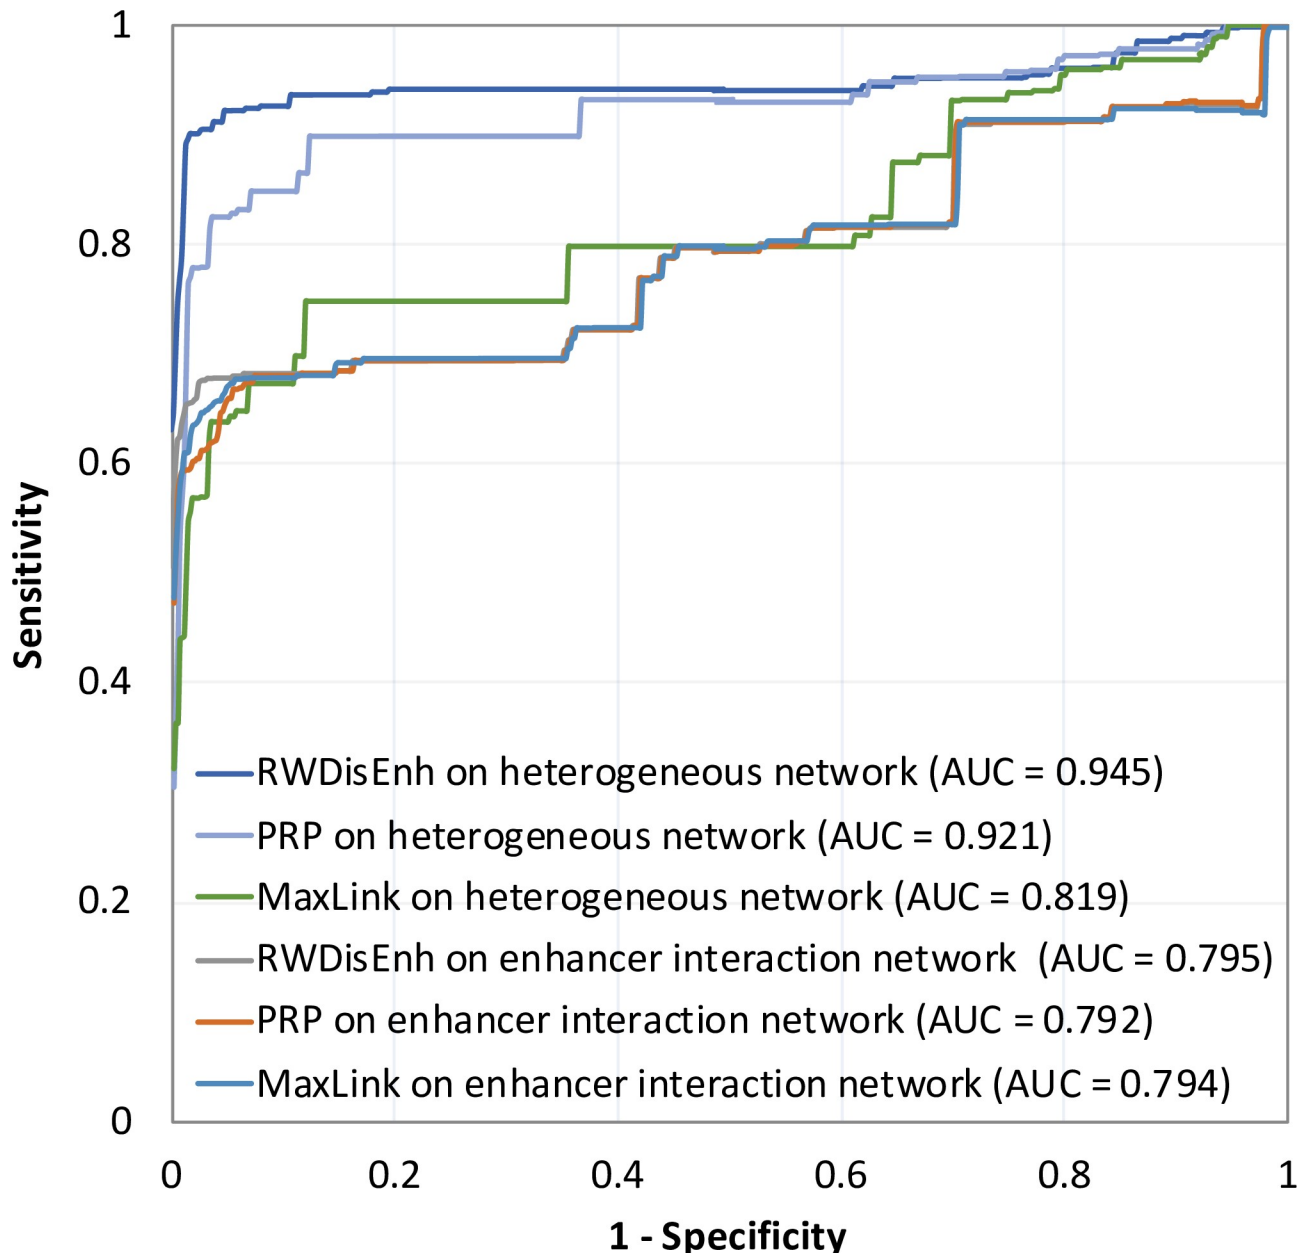 1
0.8
0.6
0.4
0.2
0
Sensitivity
RWDisEnh on heterogeneous network (AUC = 0.945)
PRP on heterogeneous network (AUC = 0.921)
MaxLink on heterogeneous network (AUC = 0.819)
RWDisEnh on enhancer interaction network (AUC = 0.795)
PRP on enhancer interaction network (AUC = 0.792)
MaxLink on enhancer interaction network (AUC = 0.794)
0 0.2 0.4 0.6 0.8 1
1 - Specificity